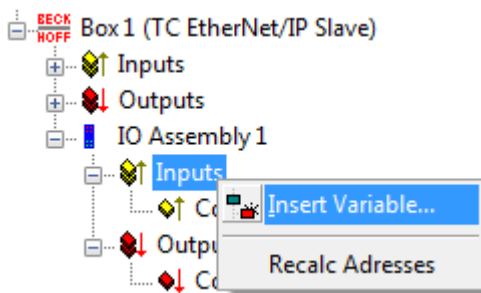 BECK
HOFF
Box 1 (TC EtherNet/IP Slave)
Inputs
Outputs
IO Assembly 1
Inputs
Insert Variable...
Recalc Adresses